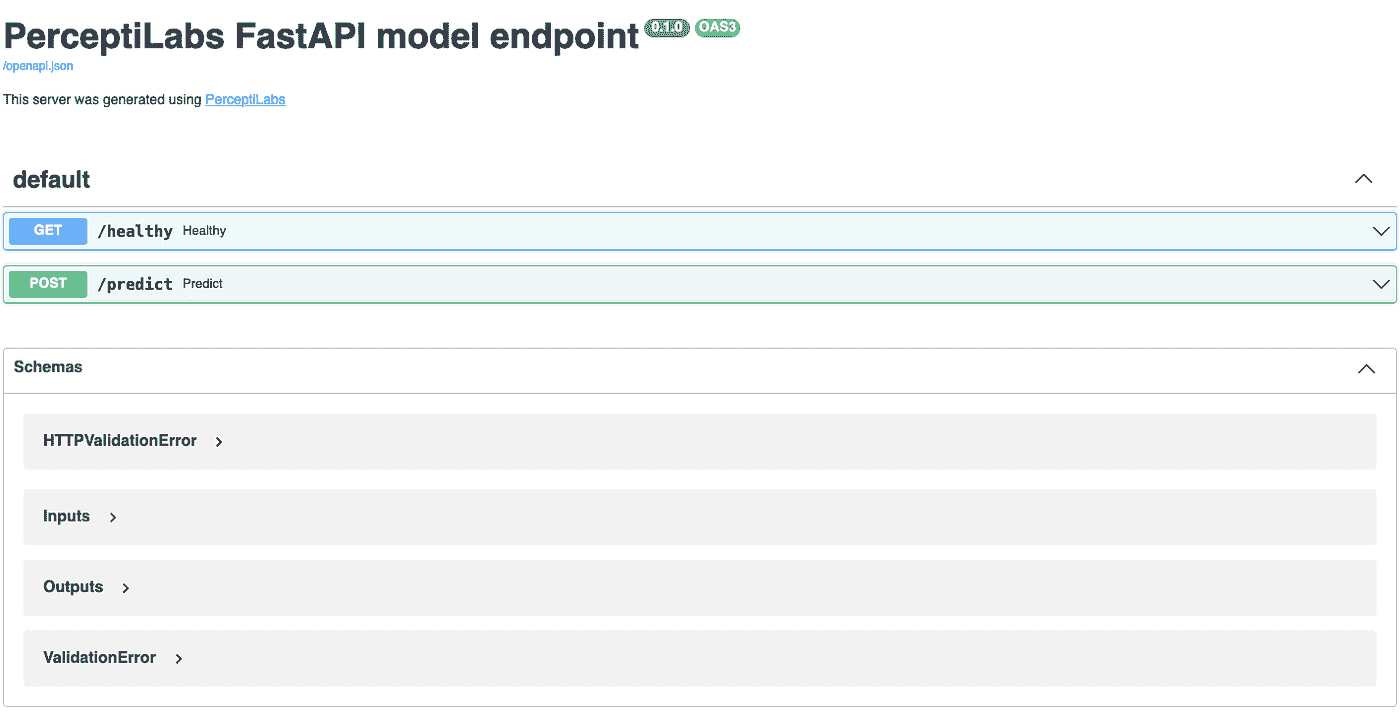 PerceptiLabs FastAPI model endpoint 0.1.0 OAS3
/openapi.json
This server was generated using PerceptiLabs
default
GET /healthy Healthy
POST /predict Predict
Schemas
HTTPValidationError
Inputs
Outputs
ValidationError